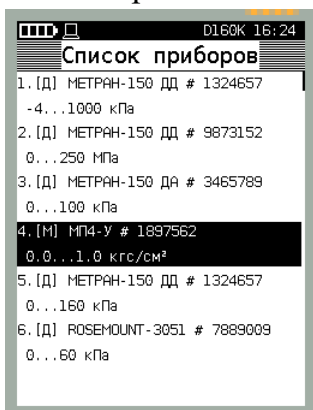 D160K 16:24
Список приборов
1.[Д] МЕТРАН-150 ДД # 1324657
-4...1000 кПа
2.[Д] МЕТРАН-150 ДД # 9873152
0...250 МПа
3.[Д] МЕТРАН-150 ДА # 3465789
0...100 кПа
4.[М] МП4-У # 1897562
0.0...1.0 кгс/см²
5.[Д] МЕТРАН-150 ДД # 1324657
0...160 кПа
6.[Д] ROSEMOUNT-3051 # 7889009
0...60 кПа